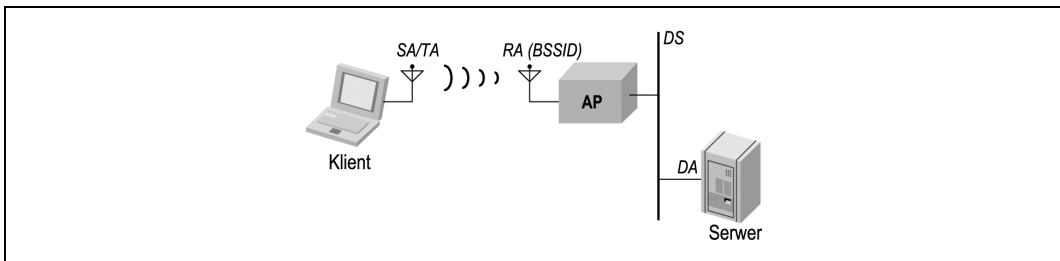 SA/TA
RA (BSSID)
DS
AP
Klient
DA
Serwer